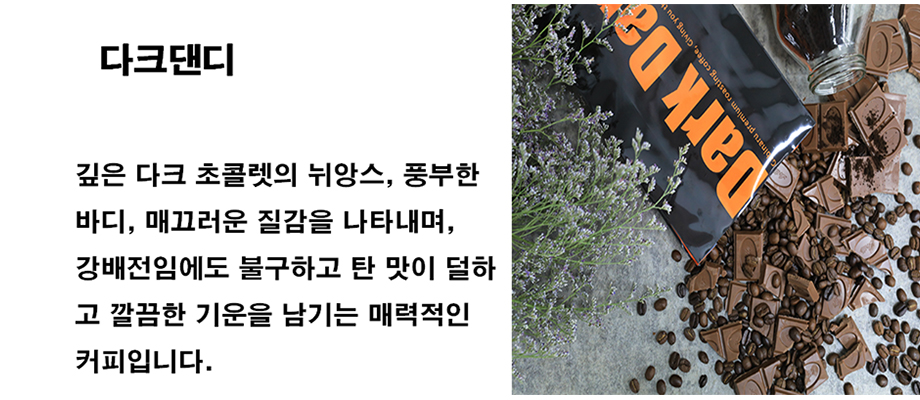 다크댄디
깊은 다크 초콜렛의 뉘앙스, 풍부한
바디, 매끄러운 질감을 나타내며,
강배전임에도 불구하고 탄 맛이 덜하
고 깔끔한 기운을 남기는 매력적인
커피입니다.
Dark Da
premium roasting coffee, Giving you